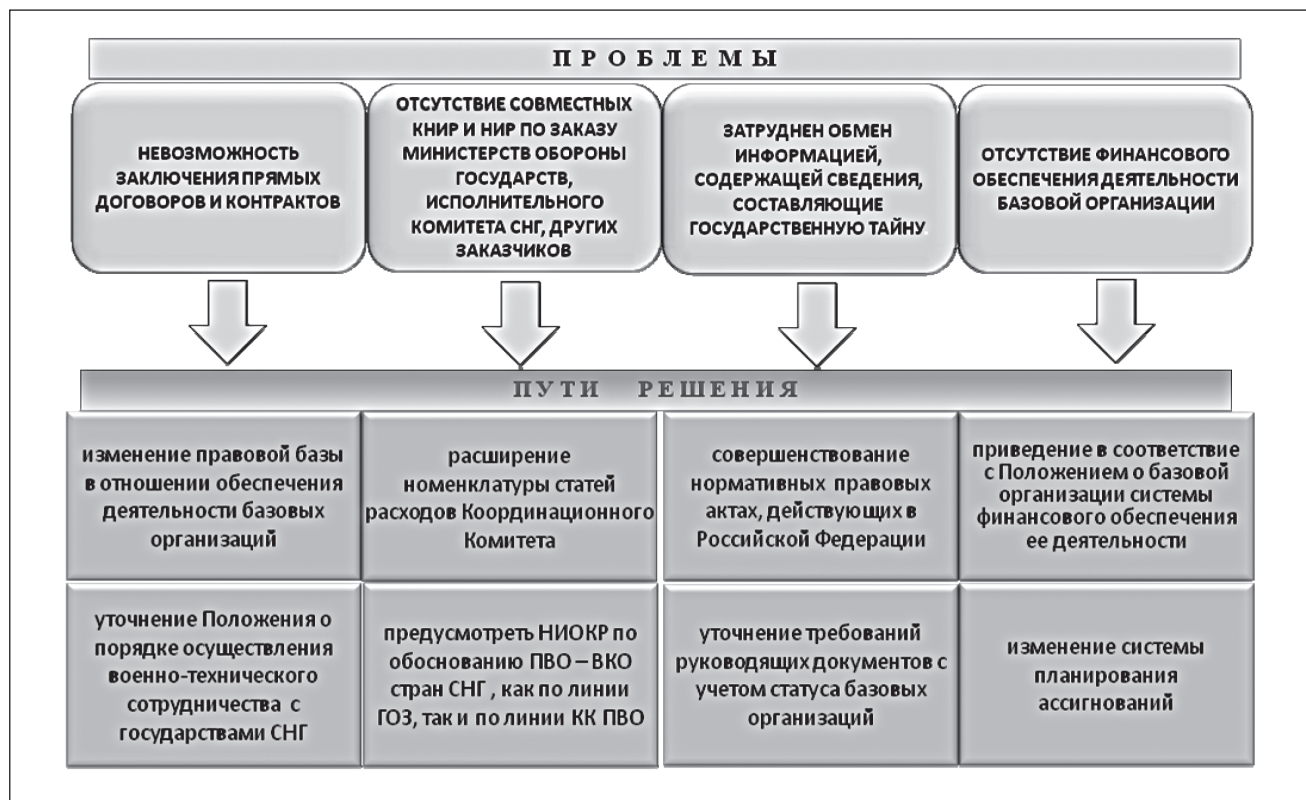 ПРОБЛЕМЫ
НЕВОЗМОЖНОСТЬ
ЗАКЛЮЧЕНИЯ ПРЯМЫХ
ДОГОВОРОВ И КОНТРАКТОВ
ОТСУТСТВИЕ СОВМЕСТНЫХ
КНИР И НИР ПО ЗАКАЗУ
МИНИСТЕРСТВ ОБОРОНЫ
ГОСУДАРСТВ,
ИСПОЛНИТЕЛЬНОГО
КОМИТЕТА СНГ, ДРУГИХ
ЗАКАЗЧИКОВ
ЗАТРУДНЕН ОБМЕН
ИНФОРМАЦИЕЙ,
СОДЕРЖАЩЕЙ СВЕДЕНИЯ,
СОСТАВЛЯЮЩИЕ
ГОСУДАРСТВЕННУЮ ТАЙНУ.
ОТСУТСТВИЕ ФИНАНСОВОГО
ОБЕСПЕЧЕНИЯ ДЕЯТЕЛЬНОСТИ
БАЗОВОЙ ОРГАНИЗАЦИИ
ПУТИ РЕШЕНИЯ
изменение правовой базы
в отношении обеспечения
деятельности базовых
организаций
расширение
номенклатуры статей
расходов Координационного
Комитета
совершенствование
нормативных правовых
актах, действующих в
Российской Федерации
приведение в соответствие
с Положением о базовой
организации системы
финансового обеспечения
ее деятельности
уточнение Положения о
порядке осуществления
военно-технического
сотрудничества с
государствами СНГ
предусмотреть НИОКР по
обоснованию ПВО – ВКО
стран СНГ , как по линии
ГОЗ, так и по линии КК ПВО
уточнение требований
руководящих документов с
учетом статуса базовых
организаций
изменение системы
планирования
ассигнований